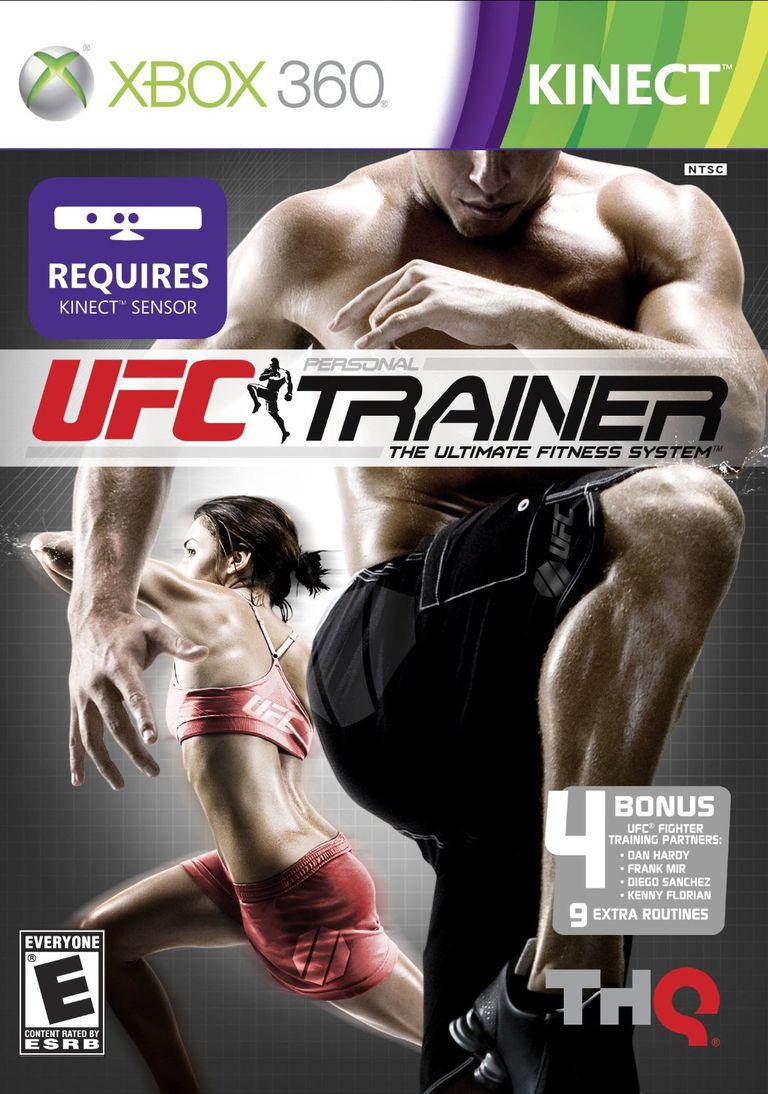 XBOX 360®
KINECT™
NTSC
REQUIRES
KINECT™ SENSOR
PERSONAL
UFC TRAINER
THE ULTIMATE FITNESS SYSTEM™
UFC
UFC
4 BONUS
UFC® FIGHTER
TRAINING PARTNERS:
• DAN HARDY
• FRANK MIR
• DIEGO SANCHEZ
• KENNY FLORIAN
9 EXTRA ROUTINES
EVERYONE
E®
CONTENT RATED BY
ESRB
THQ®